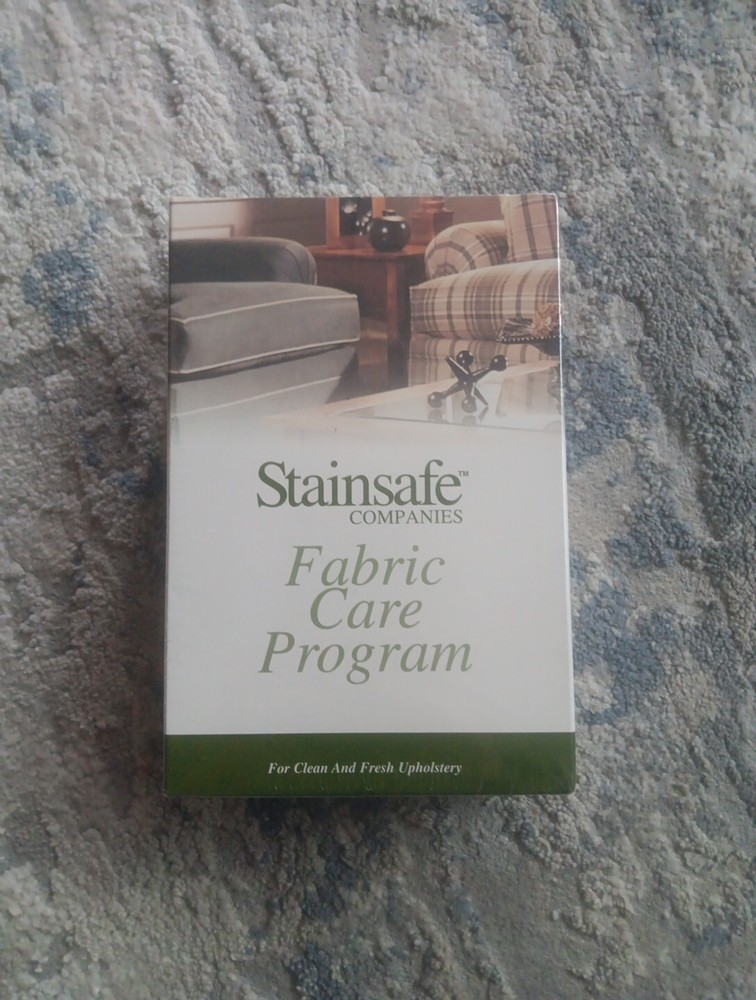 Stainsafe™
COMPANIES
Fabric
Care
Program
For Clean And Fresh Upholstery